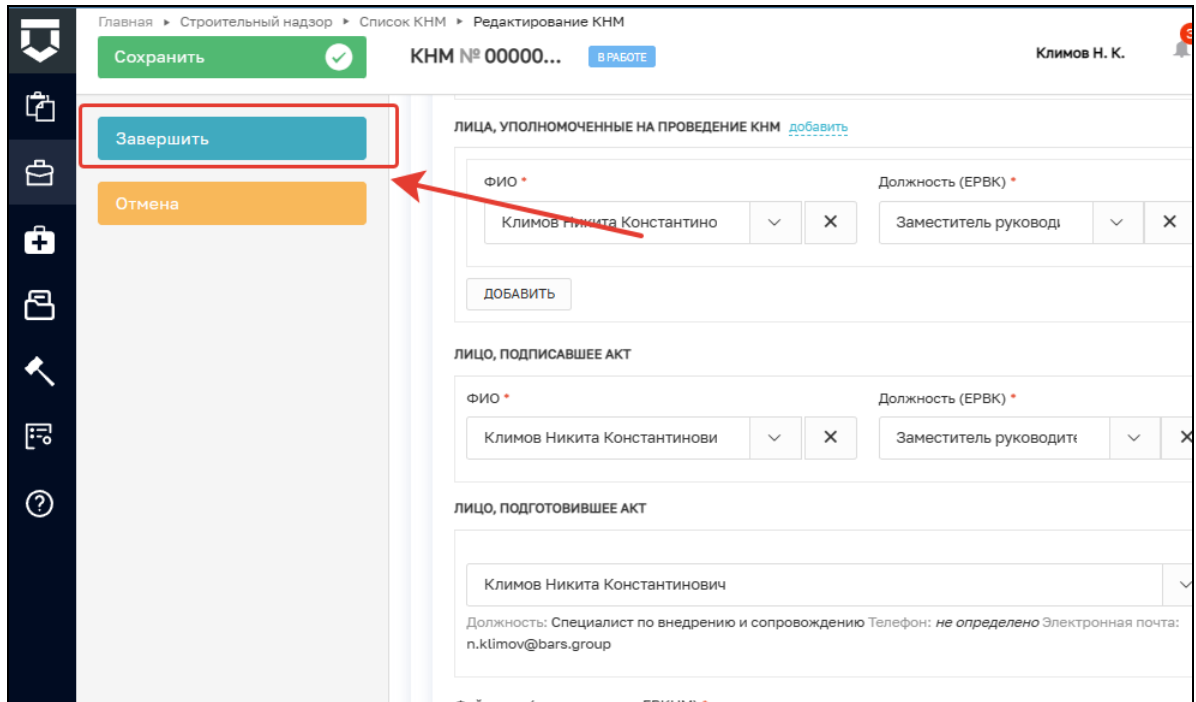 Главная ▸ Строительный надзор ▸ Список КНМ ▸ Редактирование КНМ
Сохранить
КНМ № 00000... В РАБОТЕ
Климов Н. К.
3
Завершить
Отмена
ЛИЦА, УПОЛНОМОЧЕННЫЕ НА ПРОВЕДЕНИЕ КНМ добавить
ФИО * Должность (ЕРВК) *
Климов Никита Константино Заместитель руковод
ДОБАВИТЬ
ЛИЦО, ПОДПИСАВШЕЕ АКТ
ФИО * Должность (ЕРВК) *
Климов Никита Константинови Заместитель руководите
ЛИЦО, ПОДГОТОВИВШЕЕ АКТ
Климов Никита Константинович
Должность: Специалист по внедрению и сопровождению Телефон: не определено Электронная почта:
n.klimov@bars.group